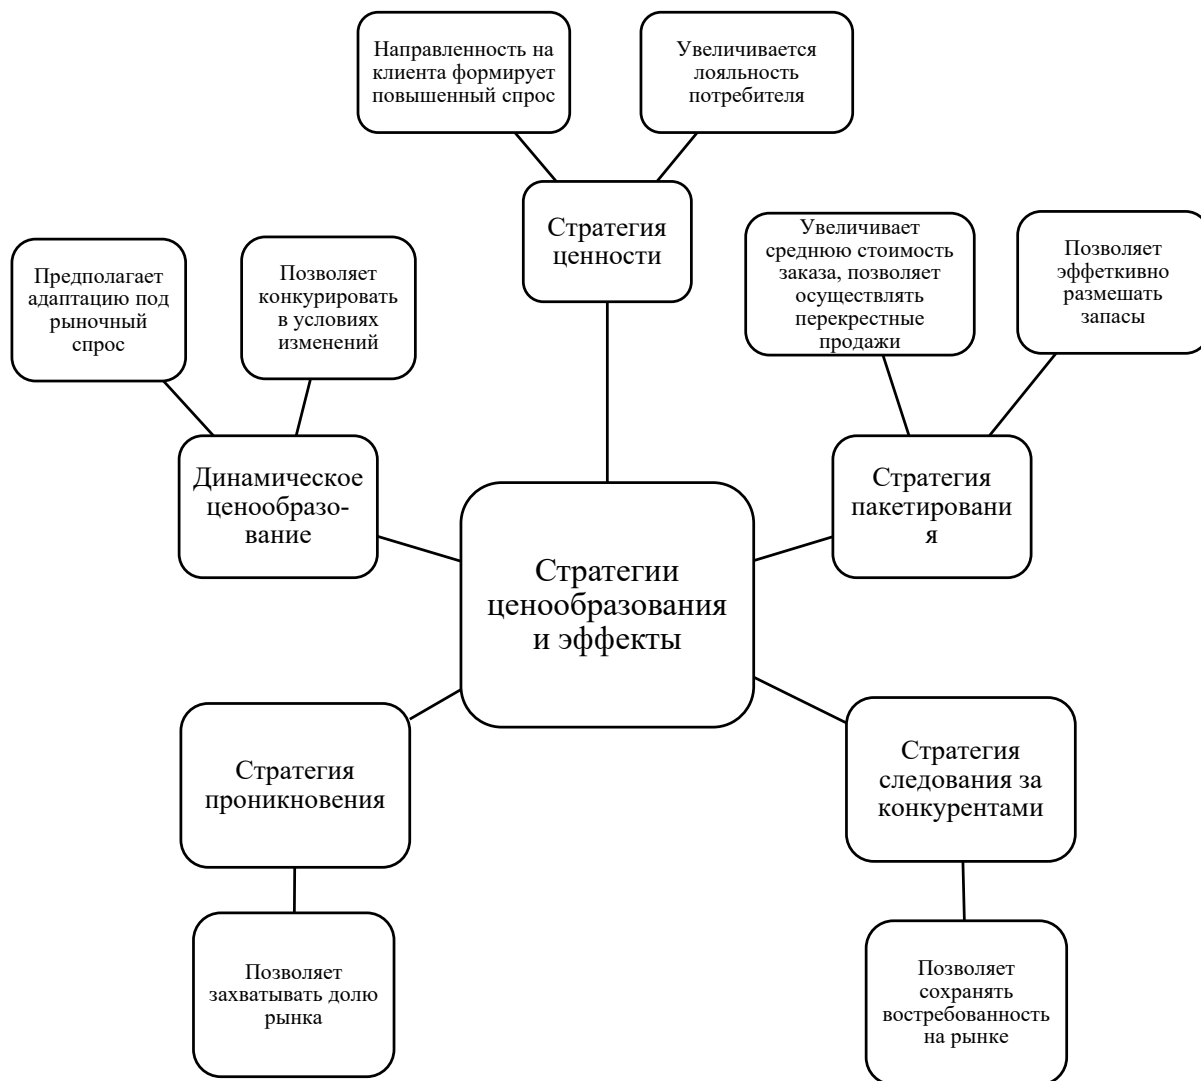 Направленность на
клиента формирует
повышенный спрос
Увеличивается
лояльность
потребителя
Стратегия
ценности
Предполагает
адаптацию под
рыночный
спрос
Позволяет
конкурировать
в условиях
изменений
Динамическое
ценообразо-
вание
Увеличивает
среднюю стоимость
заказа, позволяет
осуществлять
перекрестные
продажи
Позволяет
эффеткивно
размешать
запасы
Стратегия
пакетировани
я
Стратегии
ценообразования
и эффекты
Стратегия
проникновения
Позволяет
захватывать долю
рынка
Стратегия
следования за
конкурентами
Позволяет
сохранять
востребованность
на рынке